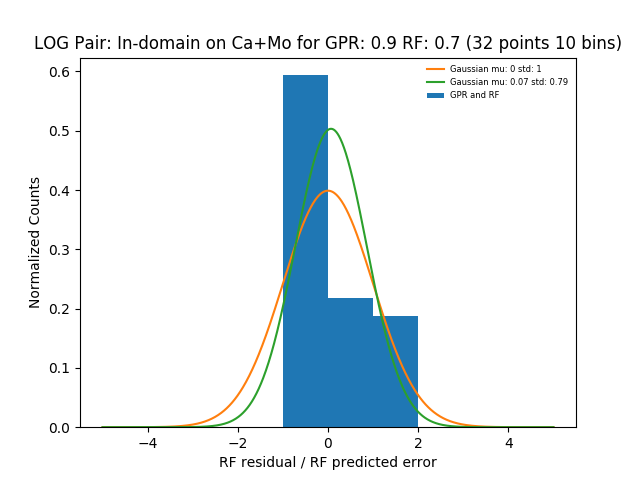 LOG Pair: In-domain on Ca+Mo for GPR: 0.9 RF: 0.7 (32 points 10 bins)
Gaussian mu: 0 std: 1
Gaussian mu: 0.07 std: 0.79
GPR and RF
Normalized Counts
0.6
0.5
0.4
0.3
0.2
0.1
0.0
−4 −2 0 2 4
RF residual / RF predicted error